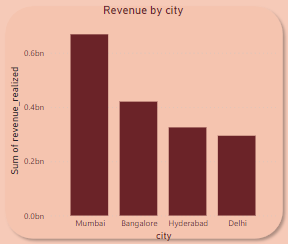 Revenue by city
Sum of revenue_realized
0.6bn
0.4bn
0.2bn
0.0bn
Mumbai Bangalore Hyderabad Delhi
city